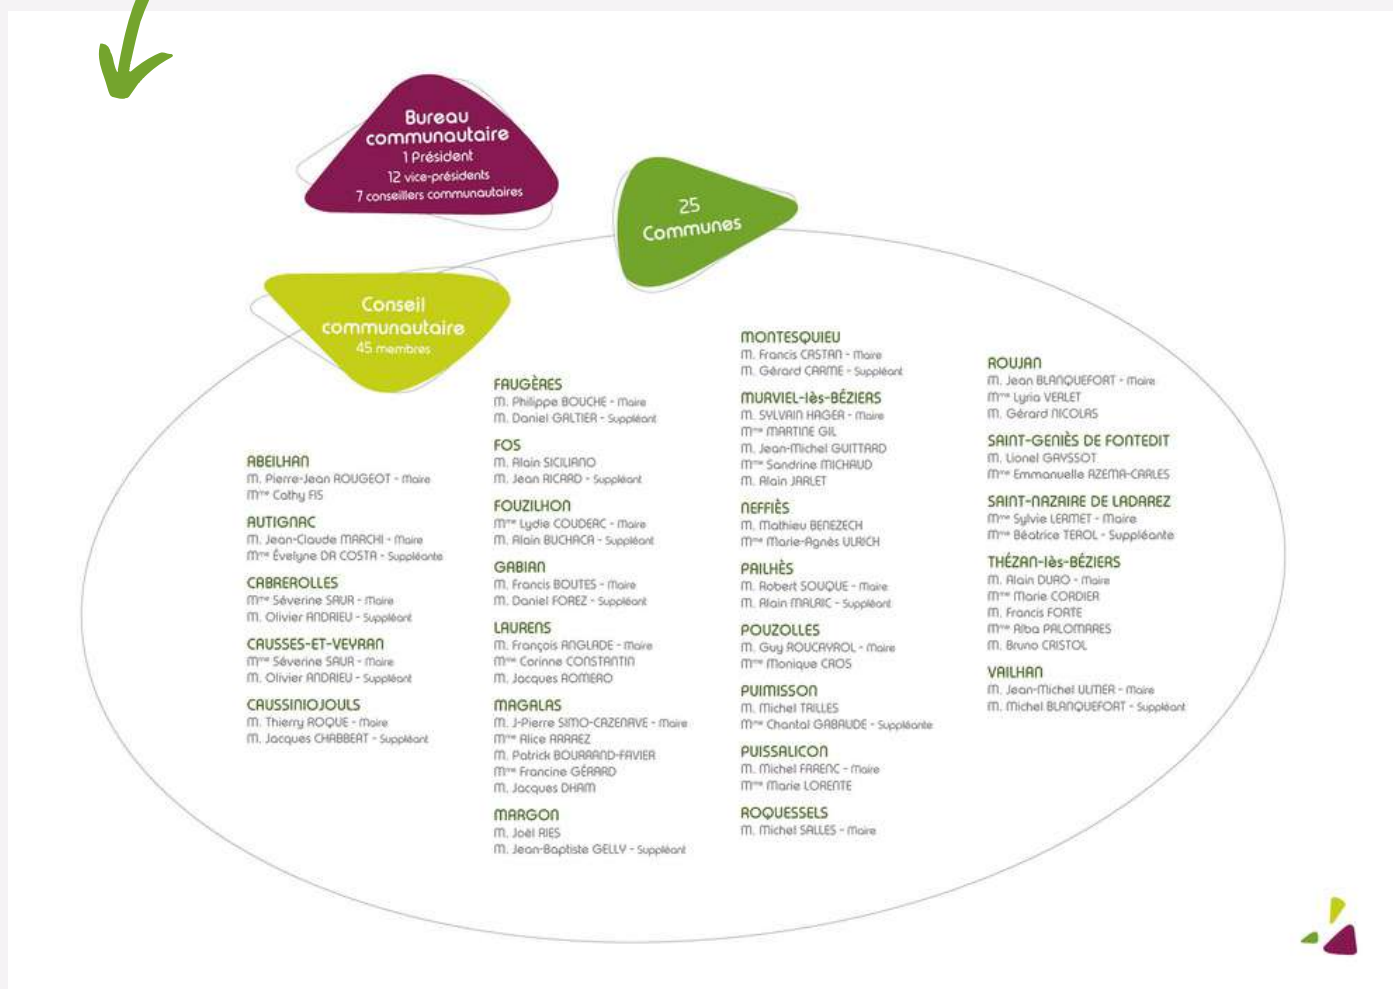 Bureau
communautaire
1 Président
12 vice-présidents
7 conseillers communautaires
25
Communes
Conseil
communautaire
45 membres
ABEILHAN
M. Pierre-Jean ROUGEOT - Maire
Mme Cathy FIS
AUTIGNAC
M. Jean-Claude MARCHI - Maire
Mme Évelyne DA COSTA - Suppléante
CABREROLLES
Mme Séverine SAUR - Maire
M. Olivier ANDRIEU - Suppléant
CAUSSES-ET-VEYRAN
Mme Séverine SAUR - Maire
M. Olivier ANDRIEU - Suppléant
CAUSSINIOJOULS
M. Thierry ROQUE - Maire
M. Jacques CHABBERT - Suppléant
FAUGÈRES
M. Philippe BOUCHE - Maire
M. Daniel GALTIER - Suppléant
FOS
M. Alain SICILIANO
M. Jean RICARD - Suppléant
FOUZILHON
Mme Lydie COUDERC - Maire
M. Alain BUCHACA - Suppléant
GABIAN
M. Francis BOUTES - Maire
M. Daniel FOREZ - Suppléant
LAURENS
M. François ANGLADE - Maire
Mme Corinne CONSTANTIN
M. Jacques ROMERO
MAGALAS
M. J-Pierre SIMO-CAZENAVE - Maire
Mme Alice ARRAEZ
M. Patrick BOURRAND-FAVIER
Mme Francine GÉRARD
M. Jacques DHAM
MARGON
M. Joël RIES
M. Jean-Baptiste GELLY - Suppléant
MONTESQUIEU
M. Francis CASTAN - Maire
M. Gérard CARME - Suppléant
MURVIEL-lès-BÉZIERS
M. SYLVAIN HAGER - Maire
Mme MARTINE GIL
M. Jean-Michel GUITTARD
Mme Sandrine MICHAUD
M. Alain JARLET
NEFFIÈS
M. Mathieu BENEZECH
Mme Marie-Agnès ULRICH
PAILHÈS
M. Robert SOUQUE - Maire
M. Alain MALRIC - Suppléant
POUZOLLES
M. Guy ROUCAYROL - Maire
Mme Monique CROS
PUIMISSON
M. Michel TRILLES
Mme Chantal GABAUDE - Suppléante
PUISSALICON
M. Michel FARENC - Maire
Mme Marie LORENTE
ROQUESSELS
M. Michel SALLES - Maire
ROUJAN
M. Jean BLANQUEFORT - Maire
Mme Lyria VERLET
M. Gérard NICOLAS
SAINT-GENIÈS DE FONTEDIT
M. Lionel GAYSSOT
Mme Emmanuelle AZEMA-CARLES
SAINT-NAZAIRE DE LADAREZ
Mme Sylvie LERMET - Maire
Mme Béatrice TEROL - Suppléante
THÉZAN-lès-BÉZIERS
M. Alain DURO - Maire
Mme Marie CORDIER
M. Francis FORTE
Mme Alba PALOMARES
M. Bruno CRISTOL
VAILHAN
M. Jean-Michel ULMER - Maire
M. Michel BLANQUEFORT - Suppléant